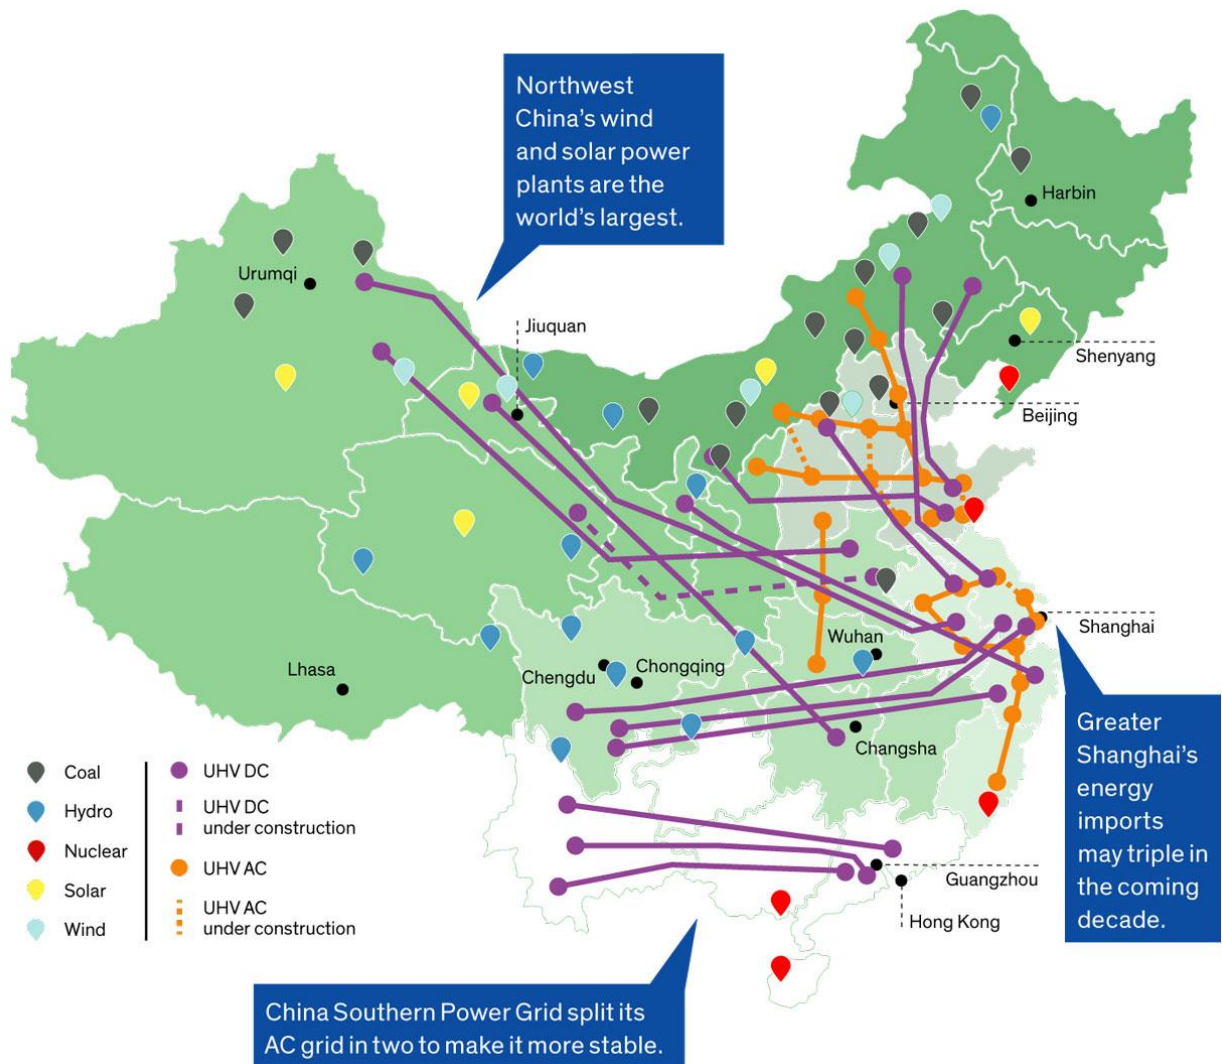 Northwest
China's wind
and solar power
plants are the
world's largest.
Harbin
Urumqi
Jiuquan
Shenyang
Beijing
Shanghai
Wuhan
Lhasa
Chengdu
Chongqing
Changsha
Greater
Shanghai's
energy
imports
may triple in
the coming
decade.
Coal
Hydro
Nuclear
Solar
Wind
UHV DC
UHV DC
under construction
UHV AC
UHV AC
under construction
Guangzhou
Hong Kong
China Southern Power Grid split its
AC grid in two to make it more stable.